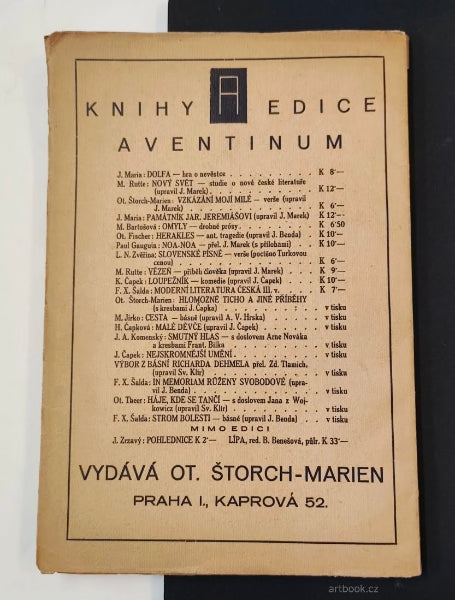 KNIHY A EDICE
AVENTINUM
J. Maria: DOLFA — hra o nevěstce . . . . . . . . . K 8·—
M. Rutte: NOVÝ SVĚT — studie o nové české literatuře
(upravil J. Marek) . . . . . . . . . . . . K 12·—
Ot. Štorch-Marien: VZKÁZÁNÍ MOJÍ MILÉ — verše (upravil
J. Marek) . . . . . . . . . . . . K 6·—
J. Maria: PAMÁTNÍK JAR. JEREMIÁŠOVI (upravil J. Marek) K 12·—
M. Bartošová: OMYLY — drobné prósy . . . . . . . . K 6·50
Ot. Fischer: HERAKLES — ant. tragedie (upravil J. Benda) . K 10·—
Paul Gauguin: NOA-NOA — přel. J. Marek (s přílohami) . K 10·—
L. N. Zvěřina: SLOVENSKÉ PÍSNĚ — verše (poctěno Turkovou
cenou) . . . . . . . . . . . . K 6·—
M. Rutte: VĚZEN — příběh člověka (upravil J. Marek) . . K 9·—
K. Čapek: LOUPEŽNÍK — komedie (upravil J. Čapek) . . . K 10·—
F. X. Šalda: MODERNÍ LITERATURA ČESKÁ III. v. . . . K 7·—
Ot. Štorch-Marien: HLOMOZNÉ TICHO A JINÉ PŘÍBĚHY
(s kresbami J. Čapka) . . . . . . . . . v tisku
M. Jirko: CESTA — básně (upravil A. V. Hrska) . . . . v tisku
H. Čapková: MALÉ DĚVČE (upravil J. Čapek) . . . . v tisku
J. A. Komenský: SMUTNÝ HLAS — s doslovem Arne Nováka
a kresbami Frant. Bílka . . . . . . . . v tisku
J. Čapek: NEJSKROMNĚJŠÍ UMĚNÍ . . . . . . . . v tisku
VÝBOR Z BÁSNÍ RICHARDA DEHMELA přel. Zd. Tlamich,
(upravil Sv. Klír) . . . . . . . . . . v tisku
F. X. Šalda: IN MEMORIAM RŮŽENY SVOBODOVÉ (upra-
vil J. Benda) . . . . . . . . . . . v tisku
Ot. Theer: HÁJE, KDE SE TANČÍ — s doslovem Jana z Woj-
kowicz (upravil Sv. Klír) . . . . . . . . v tisku
F. X. Šalda: STROM BOLESTI — básně (upravil J. Benda) . v tisku
MIMO EDICI
J. Zrzavý: POHLEDNICE K 2·— LÍPA, red. B. Benešová, půlr. K 33·—
VYDÁVÁ OT. ŠTORCH-MARIEN
PRAHA I., KAPROVÁ 52.
artbook.cz